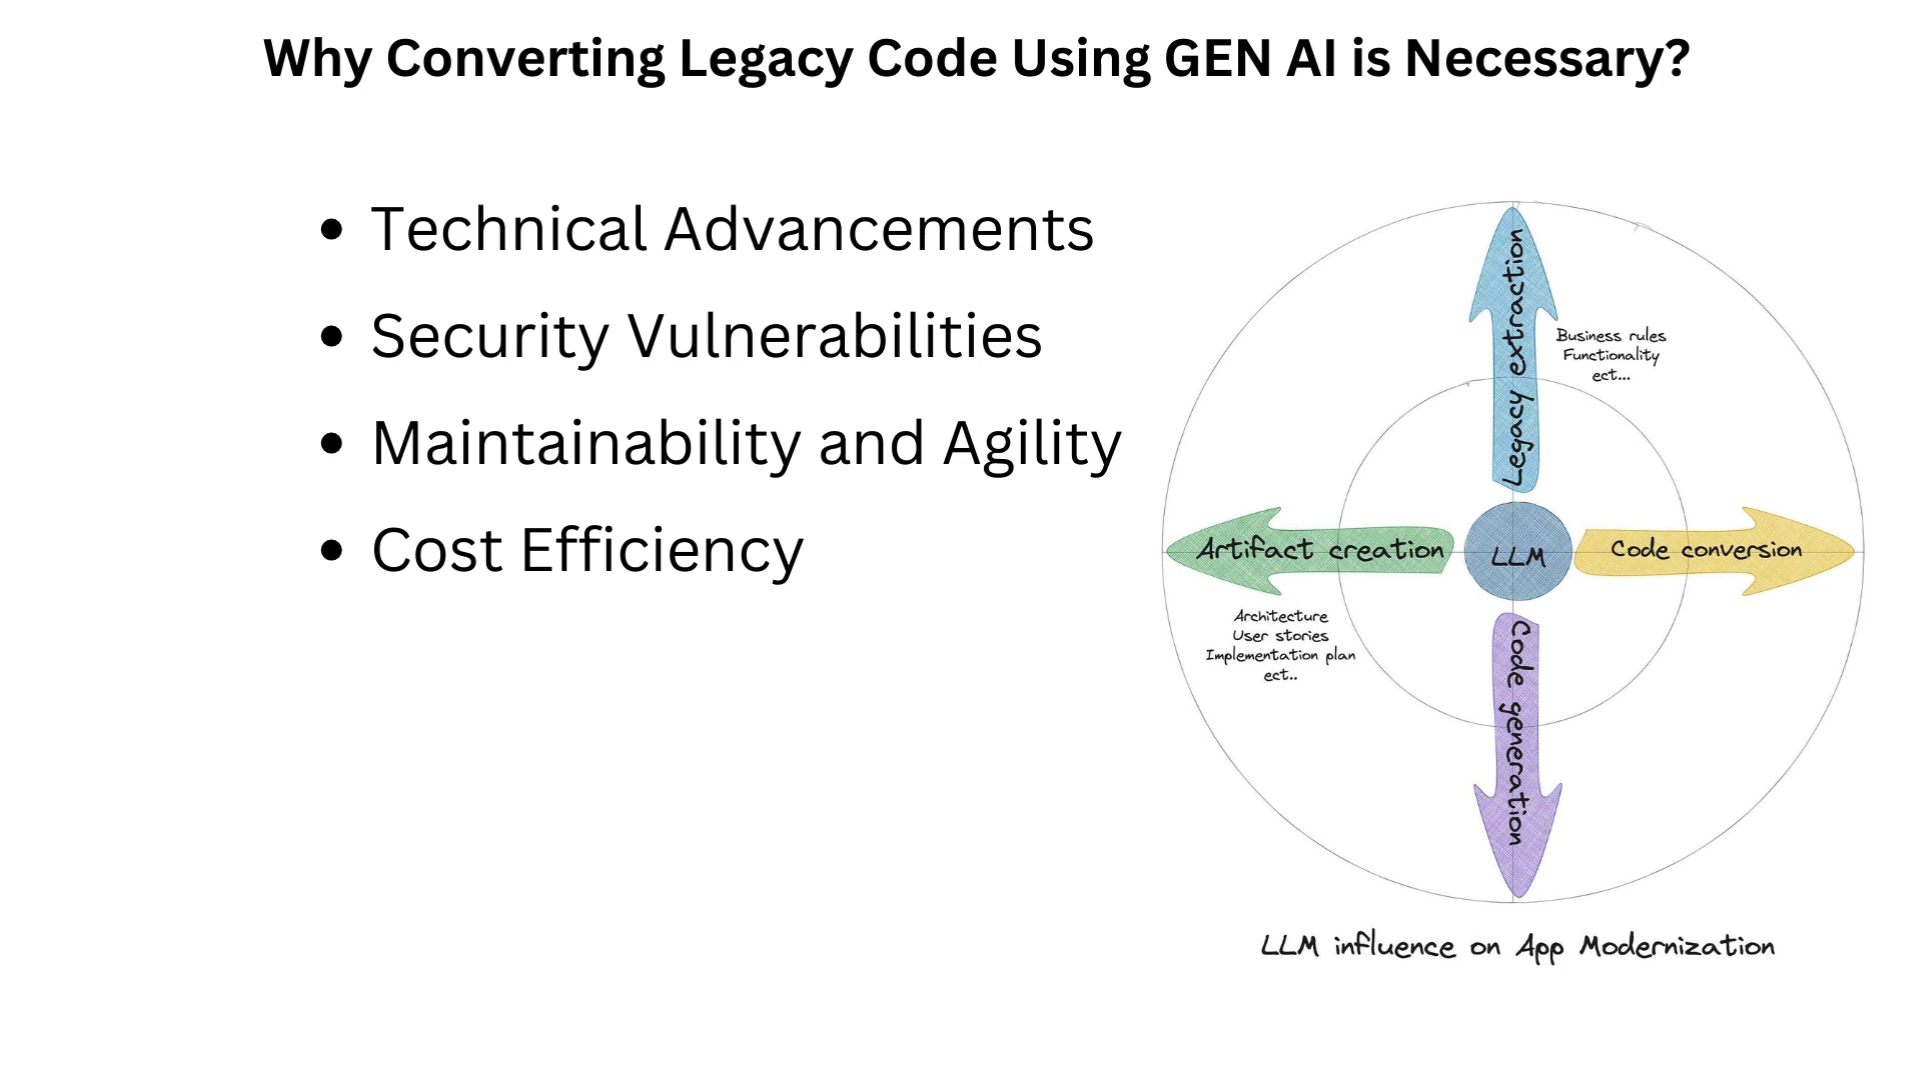 Why Converting Legacy Code Using GEN AI is Necessary?
• Technical Advancements
• Security Vulnerabilities
• Maintainability and Agility
• Cost Efficiency
Legacy extraction
Business rules
Functionality
ect...
Artifact creation
LLM
Code conversion
Architecture
User stories
Implementation plan
ect..
Code generation
LLM influence on App Modernization